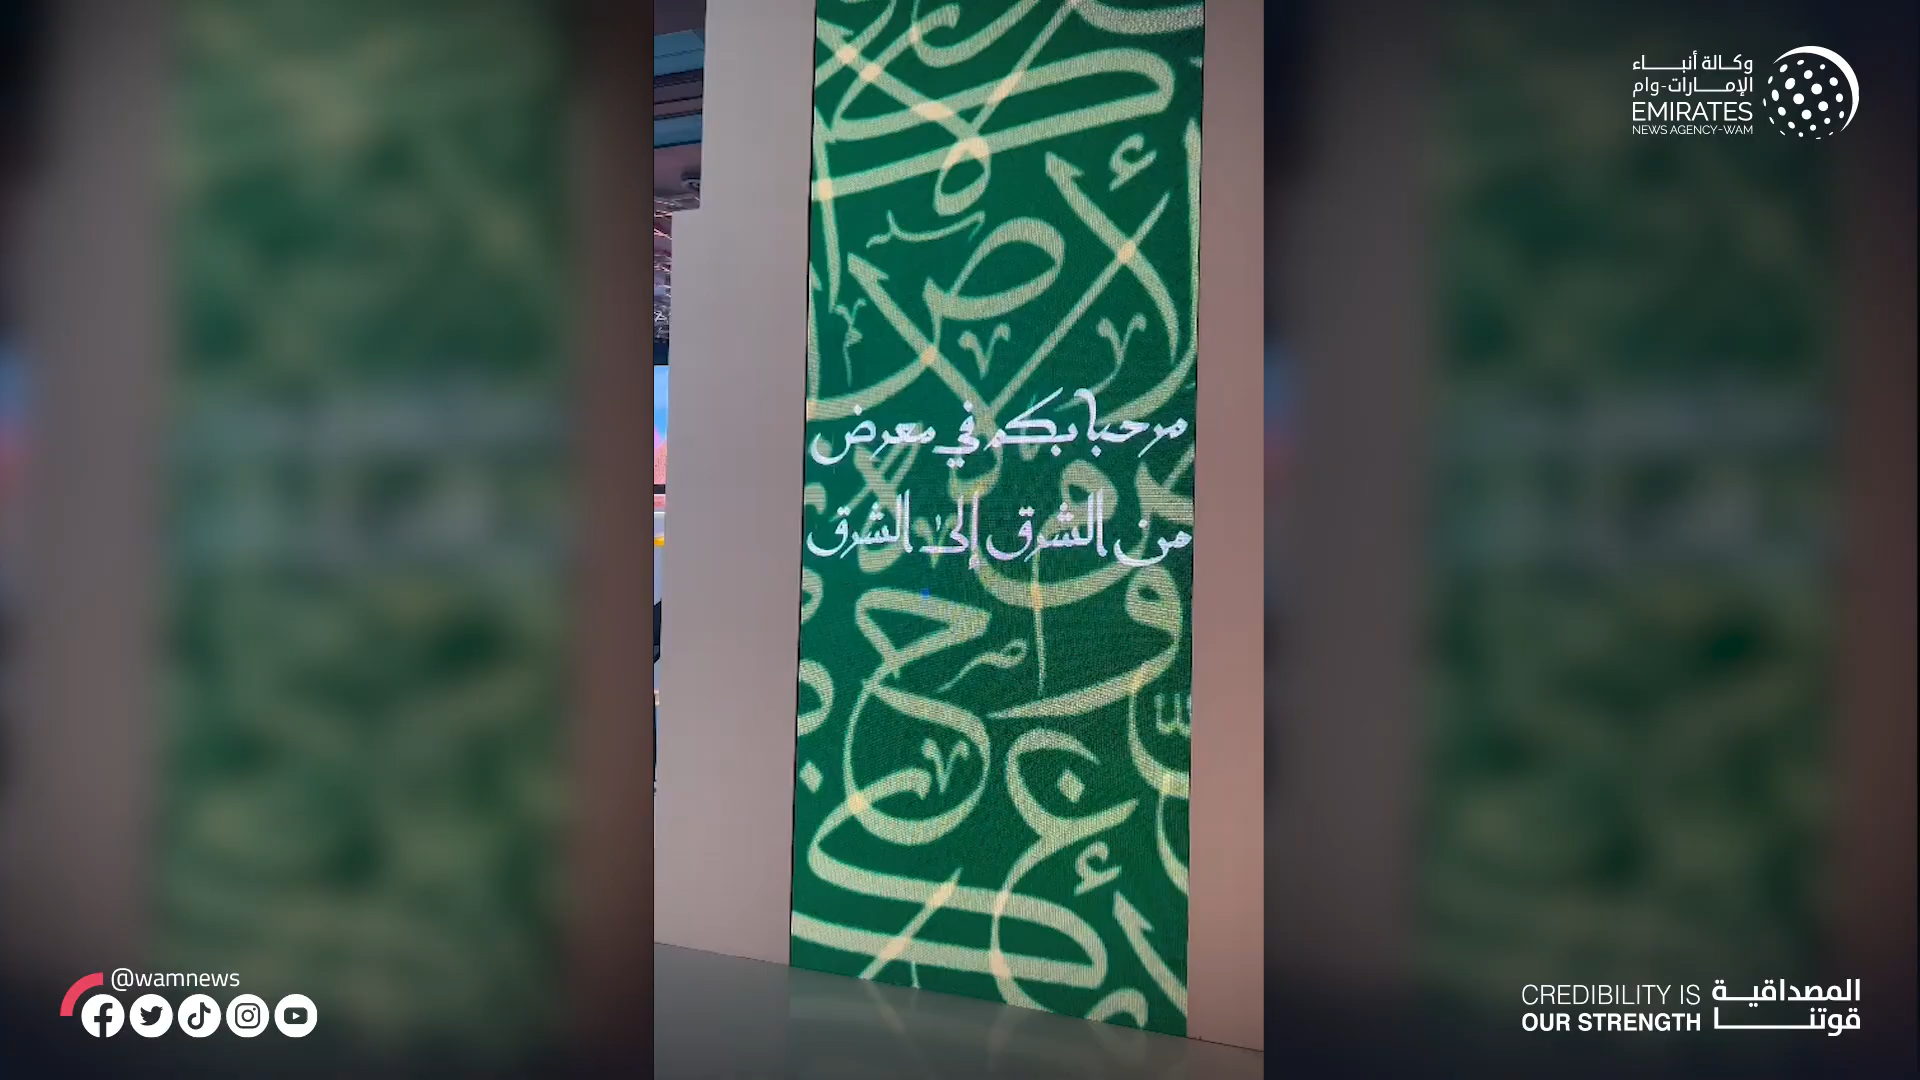 وكالة أنباء
الإمارات-وام
EMIRATES
NEWS AGENCY-WAM
مرحبا بكم في معرض
من الشرق إلى الشرق
@wamnews
CREDIBILITY IS
OUR STRENGTH
المصداقية
قوتنا